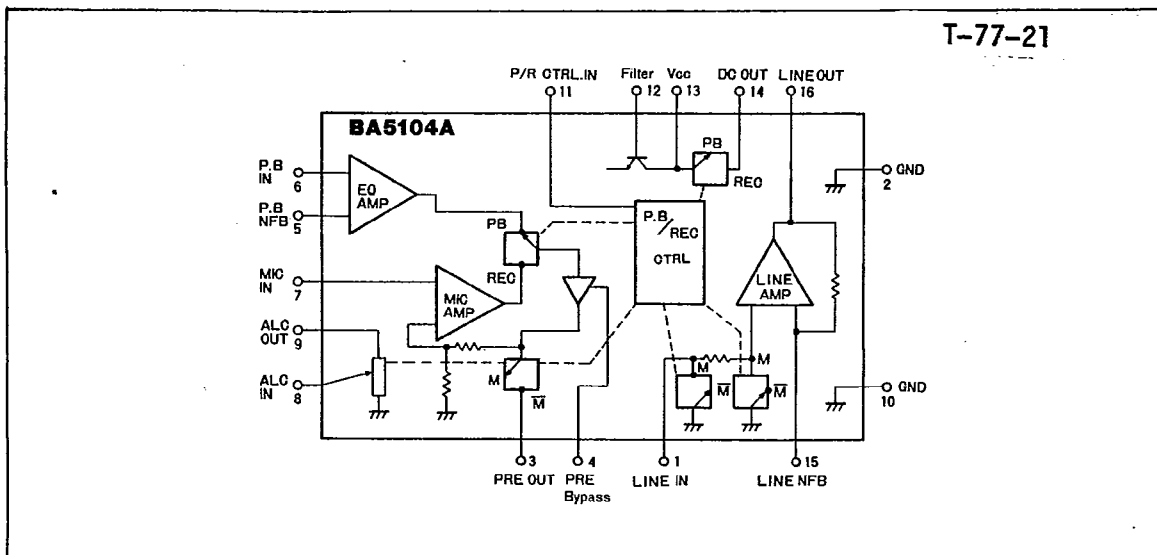 T-77-21
P/R CTRL.IN
11
Filter
12
Vcc
13
DC OUT
14
LINE OUT
16
BA5104A
P.B
IN
6
P.B
NFB
5
MIC
IN
7
ALC
OUT
9
ALC
IN
8
EQ
AMP
MIC
AMP
PB
REC
PB
REC
P.B
/
REC
CTRL
LINE
AMP
GND
2
GND
10
M
M̅
M
M̅
M
M̅
3
PRE OUT
4
PRE
Bypass
1
LINE IN
15
LINE NFB